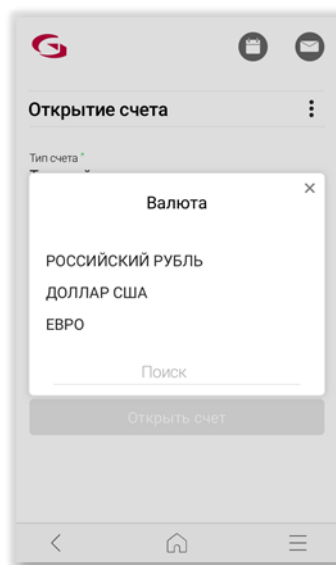 Открытие счета
Тип счета *
Валюта
РОССИЙСКИЙ РУБЛЬ
ДОЛЛАР США
ЕВРО
Поиск
Открыть счет